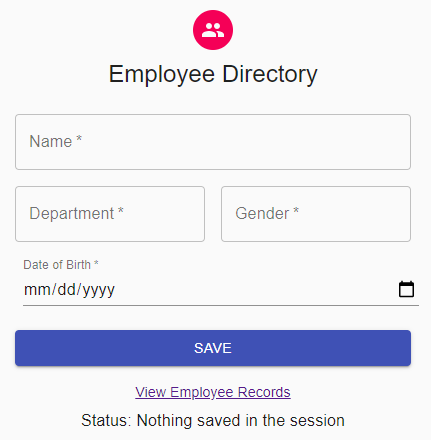 Employee Directory
Name *
Department * Gender *
Date of Birth *
mm/dd/yyyy
SAVE
View Employee Records
Status: Nothing saved in the session